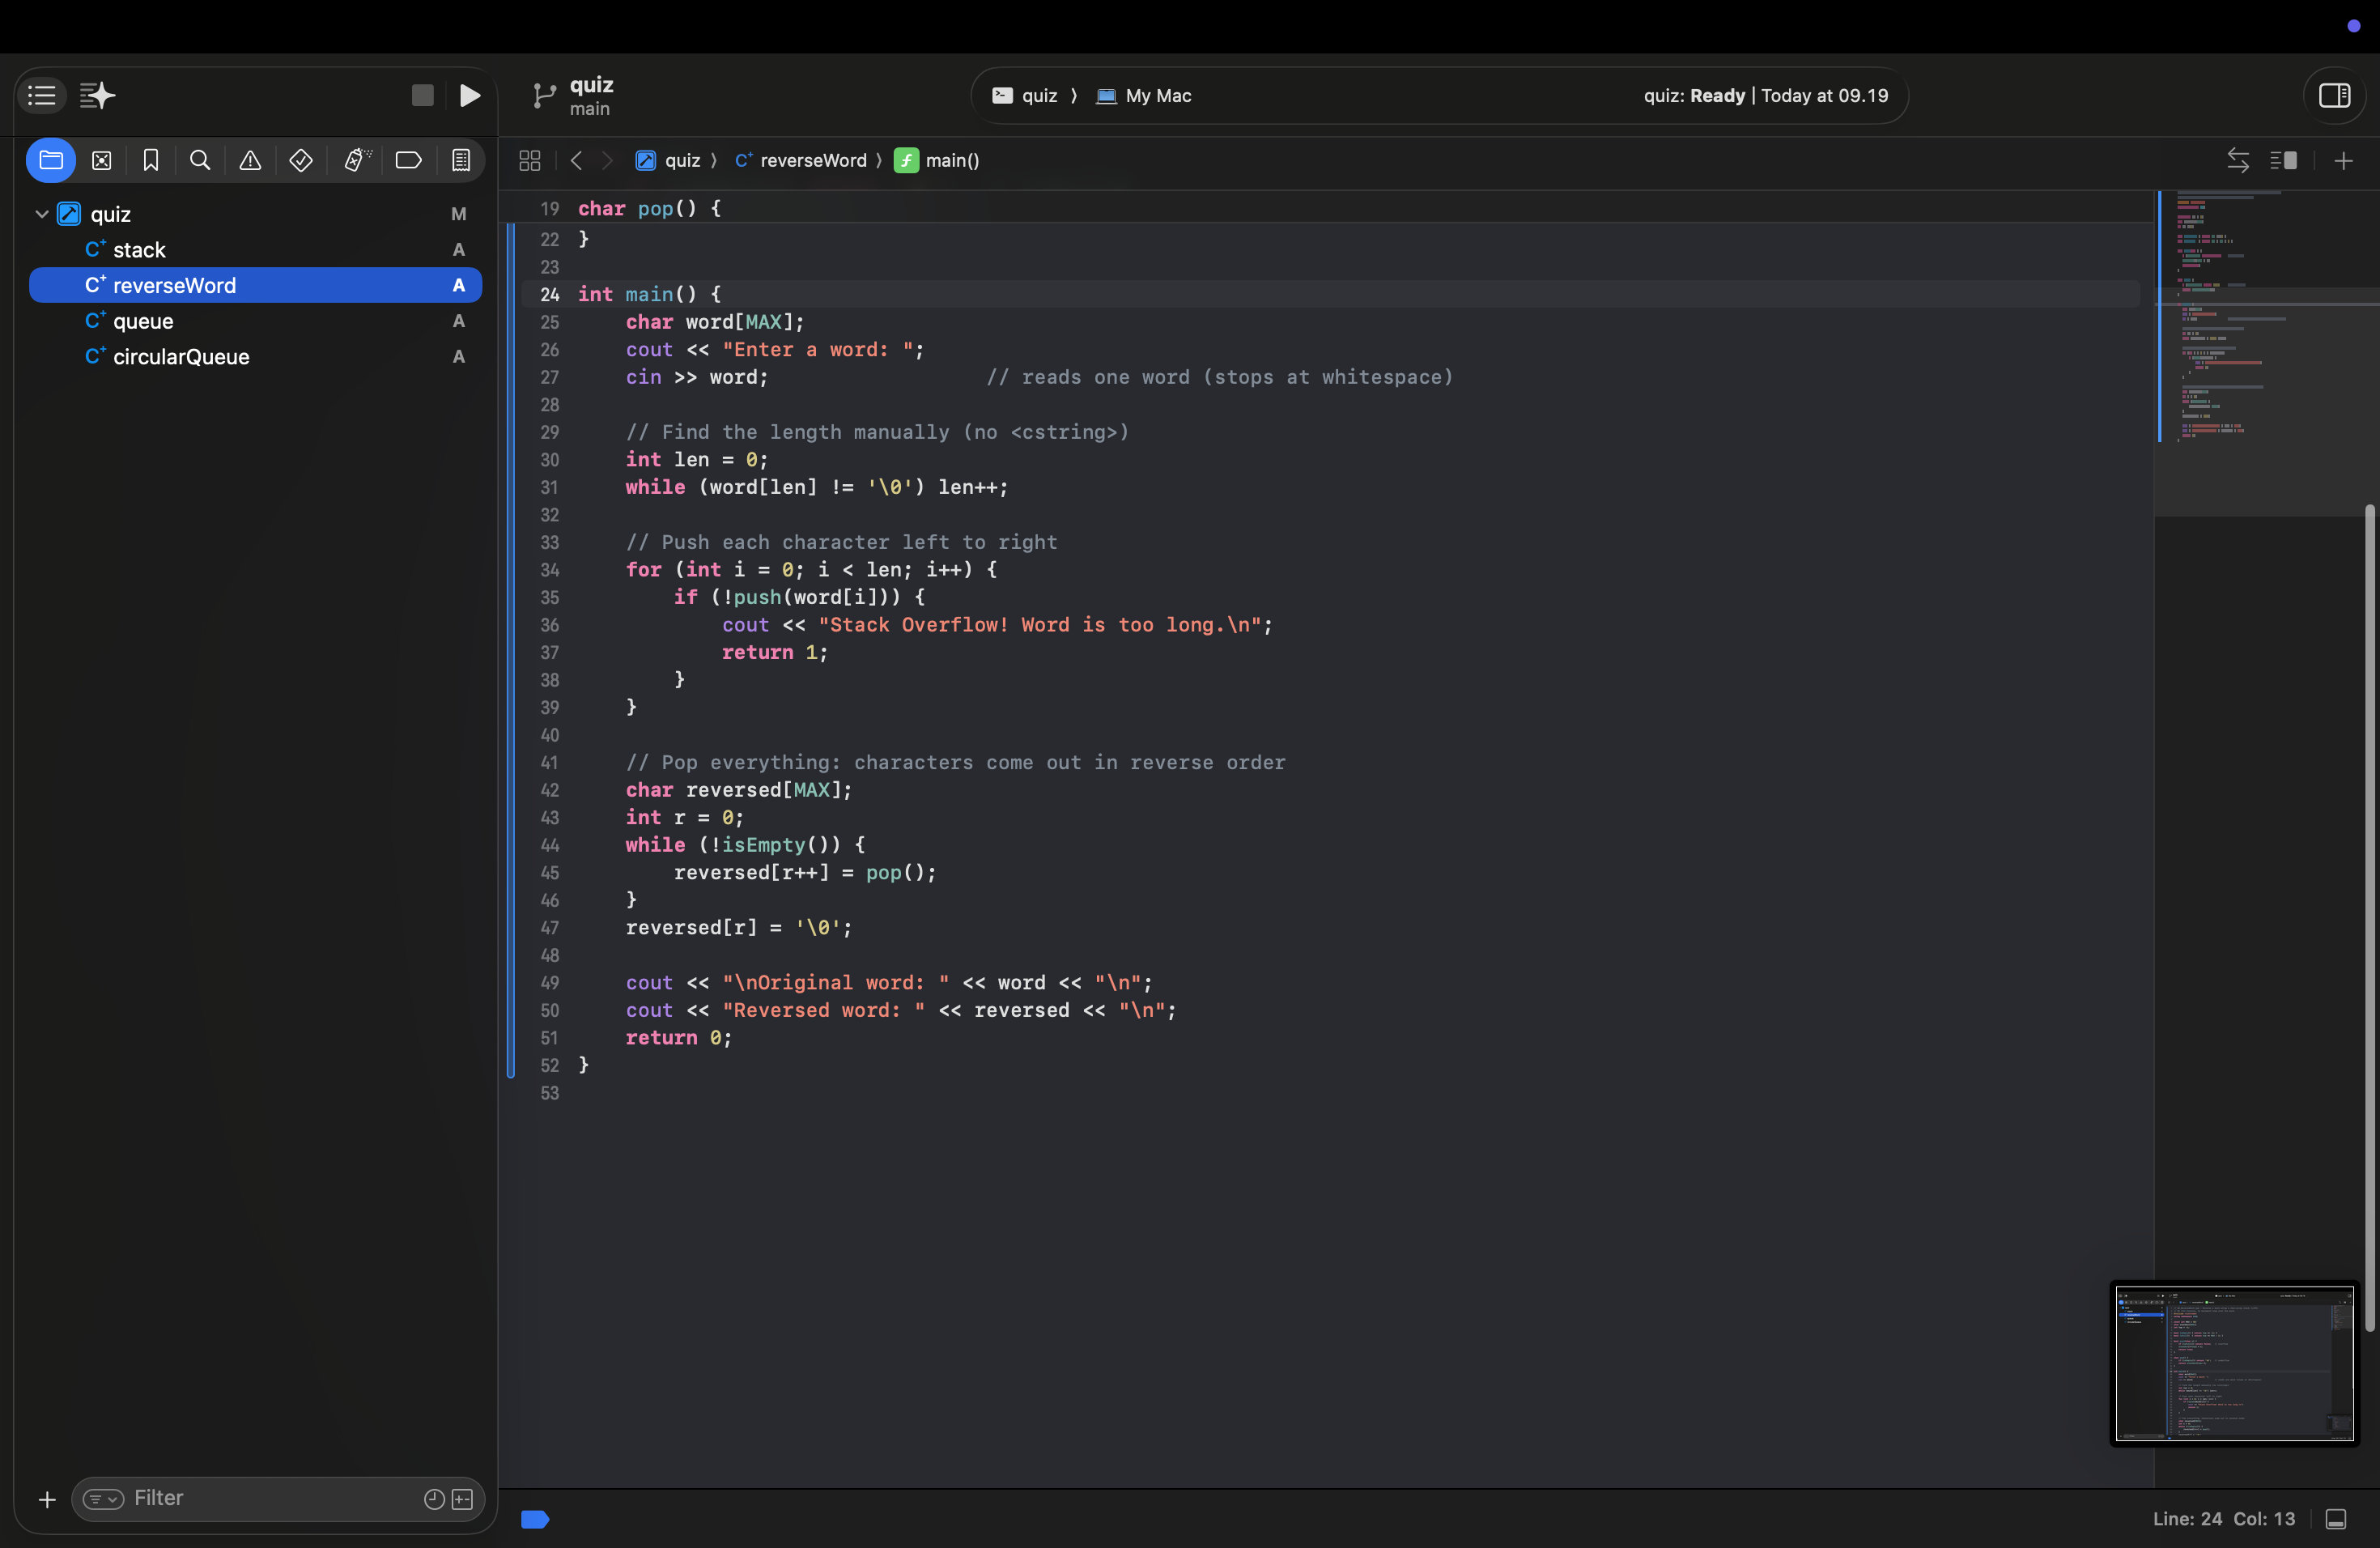 quiz
main
quiz
My Mac
quiz: Ready | Today at 09.19
quiz
reverseWord
main()
quiz M
C+ stack A
C+ reverseWord A
C+ queue A
C+ circularQueue A
19 char pop() {
22 }
23
24 int main() {
25     char word[MAX];
26     cout << "Enter a word: ";
27     cin >> word;                  // reads one word (stops at whitespace)
28
29     // Find the length manually (no <cstring>)
30     int len = 0;
31     while (word[len] != '\0') len++;
32
33     // Push each character left to right
34     for (int i = 0; i < len; i++) {
35         if (!push(word[i])) {
36             cout << "Stack Overflow! Word is too long.\n";
37             return 1;
38         }
39     }
40
41     // Pop everything: characters come out in reverse order
42     char reversed[MAX];
43     int r = 0;
44     while (!isEmpty()) {
45         reversed[r++] = pop();
46     }
47     reversed[r] = '\0';
48
49     cout << "\nOriginal word: " << word << "\n";
50     cout << "Reversed word: " << reversed << "\n";
51     return 0;
52 }
53
Filter
Line: 24 Col: 13